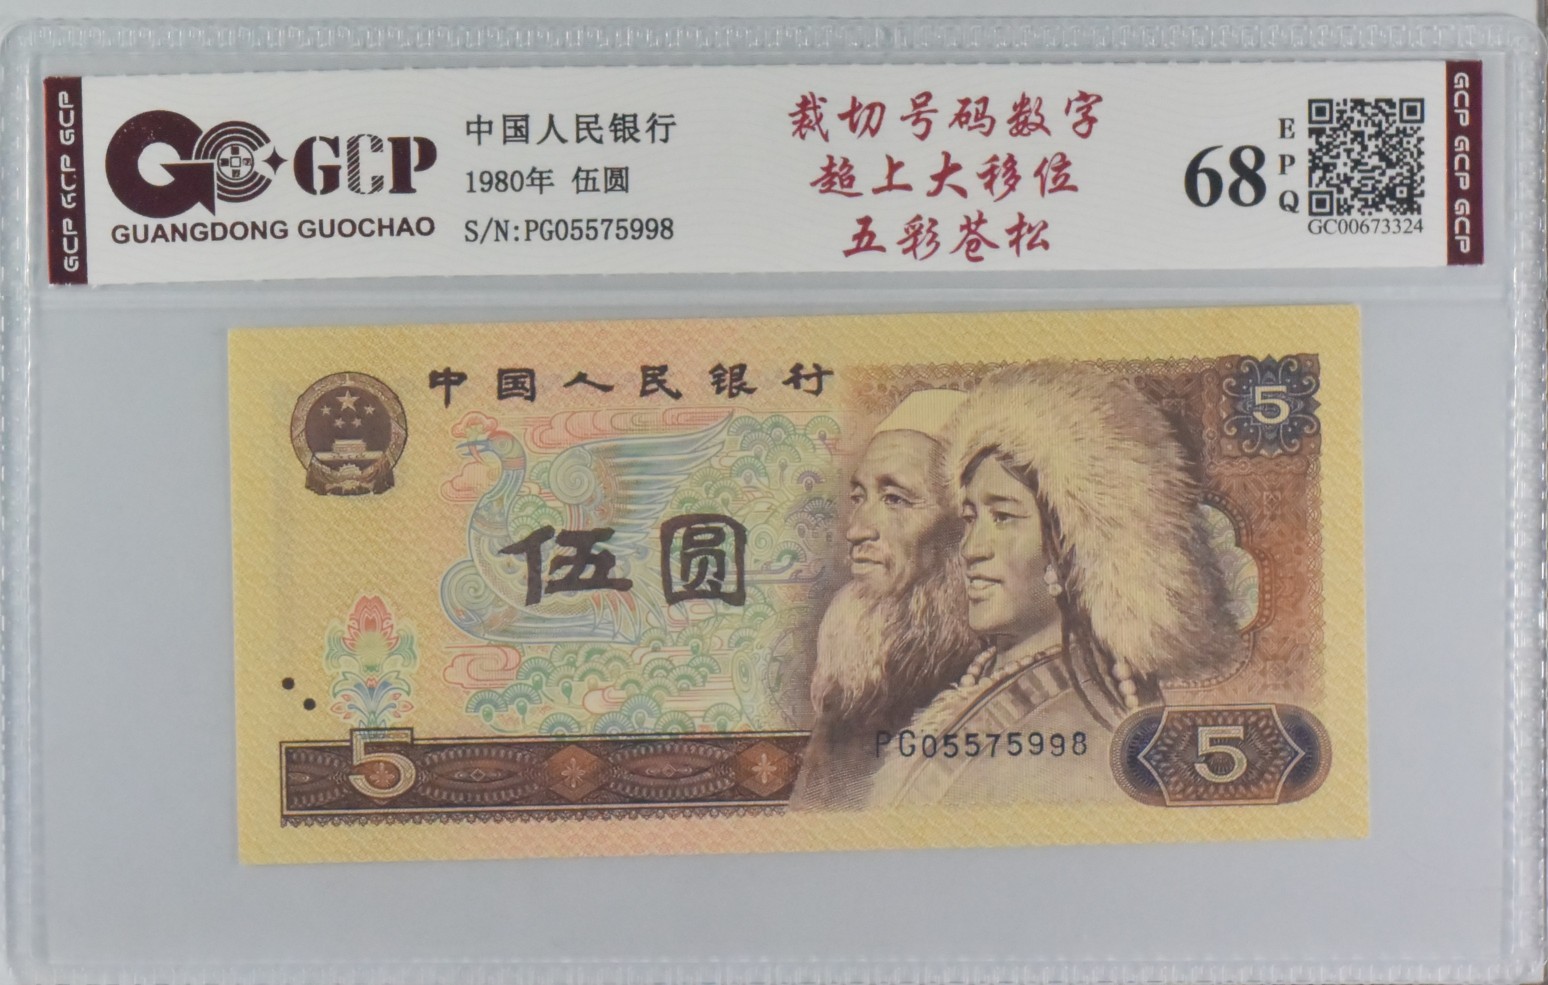 GCP GCP GCP
GCP
GUANGDONG GUOCHAO
中国人民银行
1980年 伍圆
S/N:PG05575998
裁切号码数字
超上大移位
五彩苍松
68
EPQ
GC00673324
GCP GCP GCP
中国人民银行
5
伍圆
PG05575998
5
5